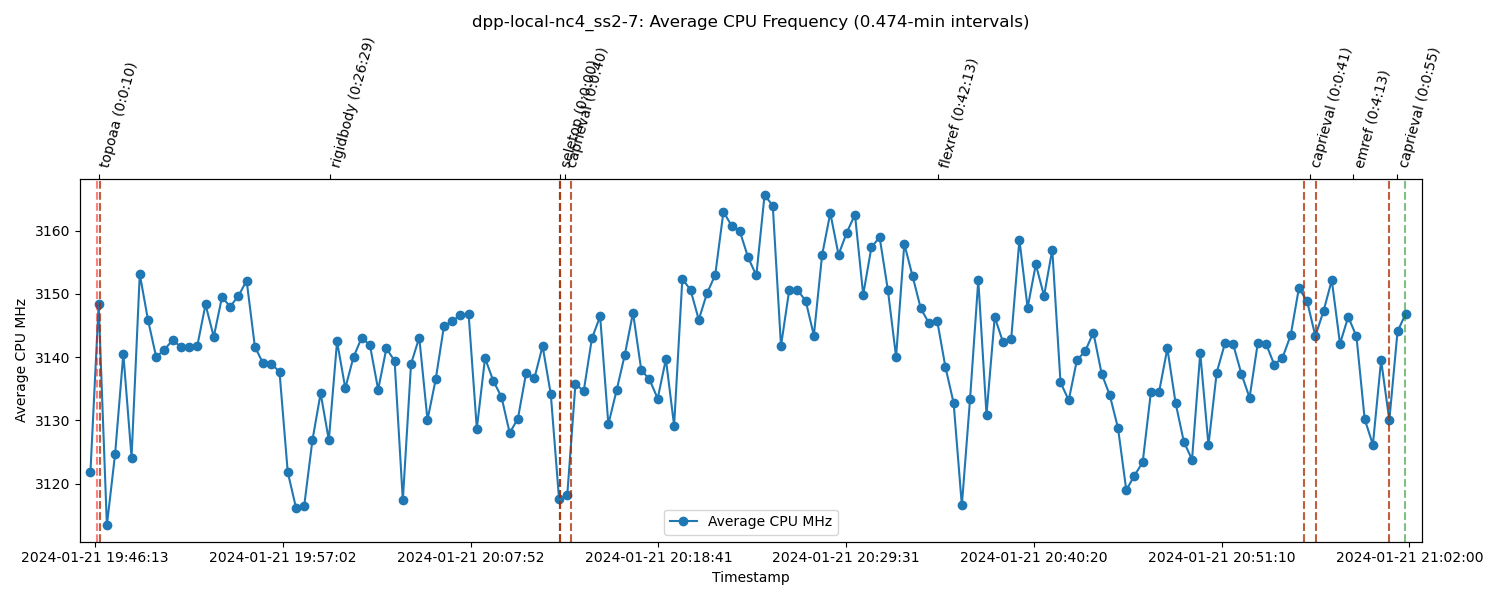 dpp-local-nc4_ss2-7: Average CPU Frequency (0.474-min intervals)
topoaa (0:0:10)
rigidbody (0:26:29)
seletop (0:0:00)
caprieval (0:0:40)
flexref (0:42:13)
caprieval (0:0:41)
emref (0:4:13)
caprieval (0:0:55)
Average CPU MHz
3160
3150
3140
3130
3120
Average CPU MHz
2024-01-21 19:46:13
2024-01-21 19:57:02
2024-01-21 20:07:52
2024-01-21 20:18:41
2024-01-21 20:29:31
2024-01-21 20:40:20
2024-01-21 20:51:10
2024-01-21 21:02:00
Timestamp